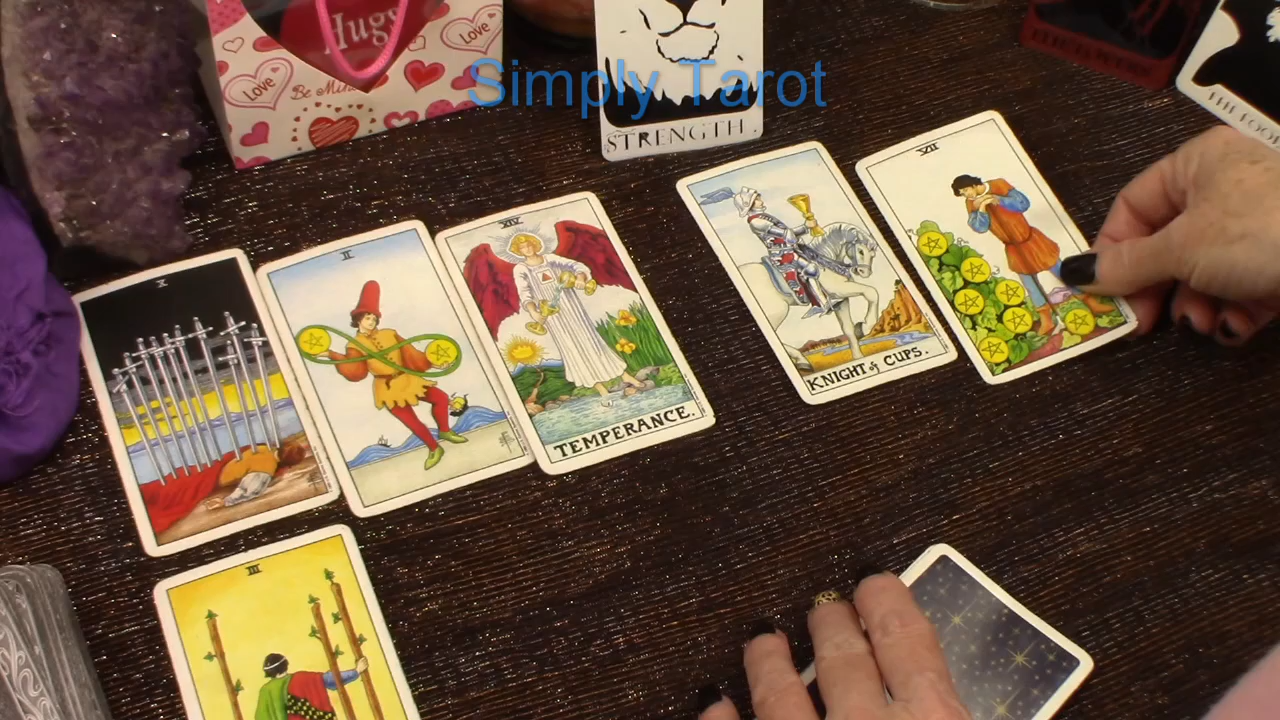 Hugs
Love
Love
Be Mine
Simply Tarot
STRENGTH.
THE FOOL
VII
XIV
II
X
KNIGHT of CUPS.
TEMPERANCE.
III